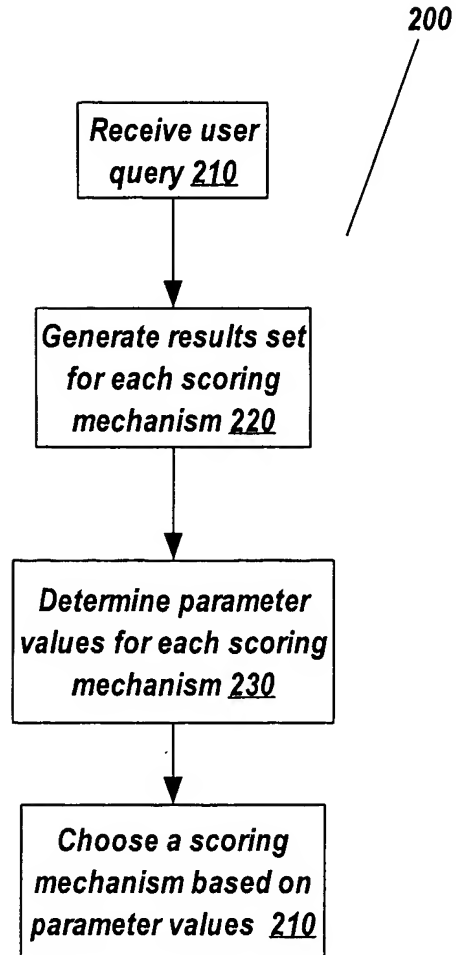 200
Receive user
query 210
Generate results set
for each scoring
mechanism 220
Determine parameter
values for each scoring
mechanism 230
Choose a scoring
mechanism based on
parameter values 210